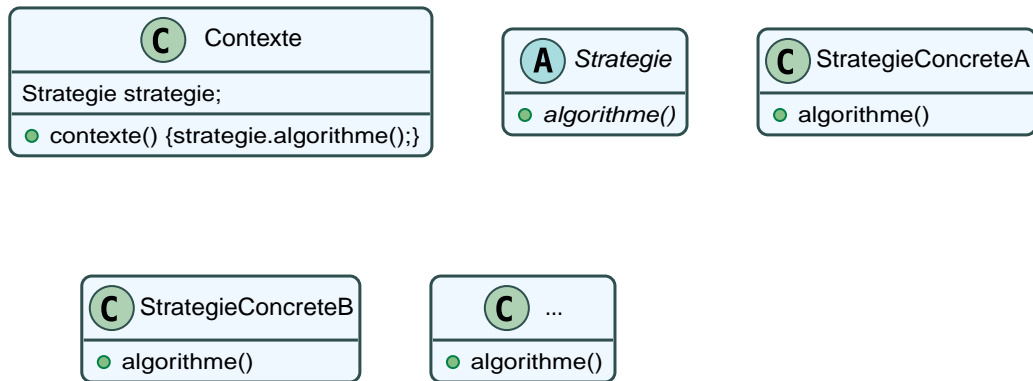 C Contexte
Strategie strategie;
contexte() {strategie.algorithme();}
A Strategie
algorithme()
C StrategieConcreteA
algorithme()
C StrategieConcreteB
algorithme()
C ...
algorithme()